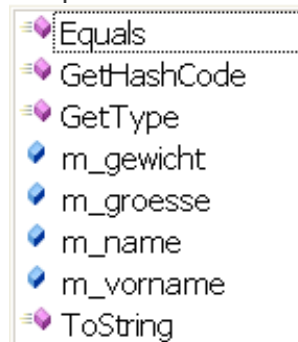 Equals
GetHashCode
GetType
m_gewicht
m_groesse
m_name
m_vorname
ToString